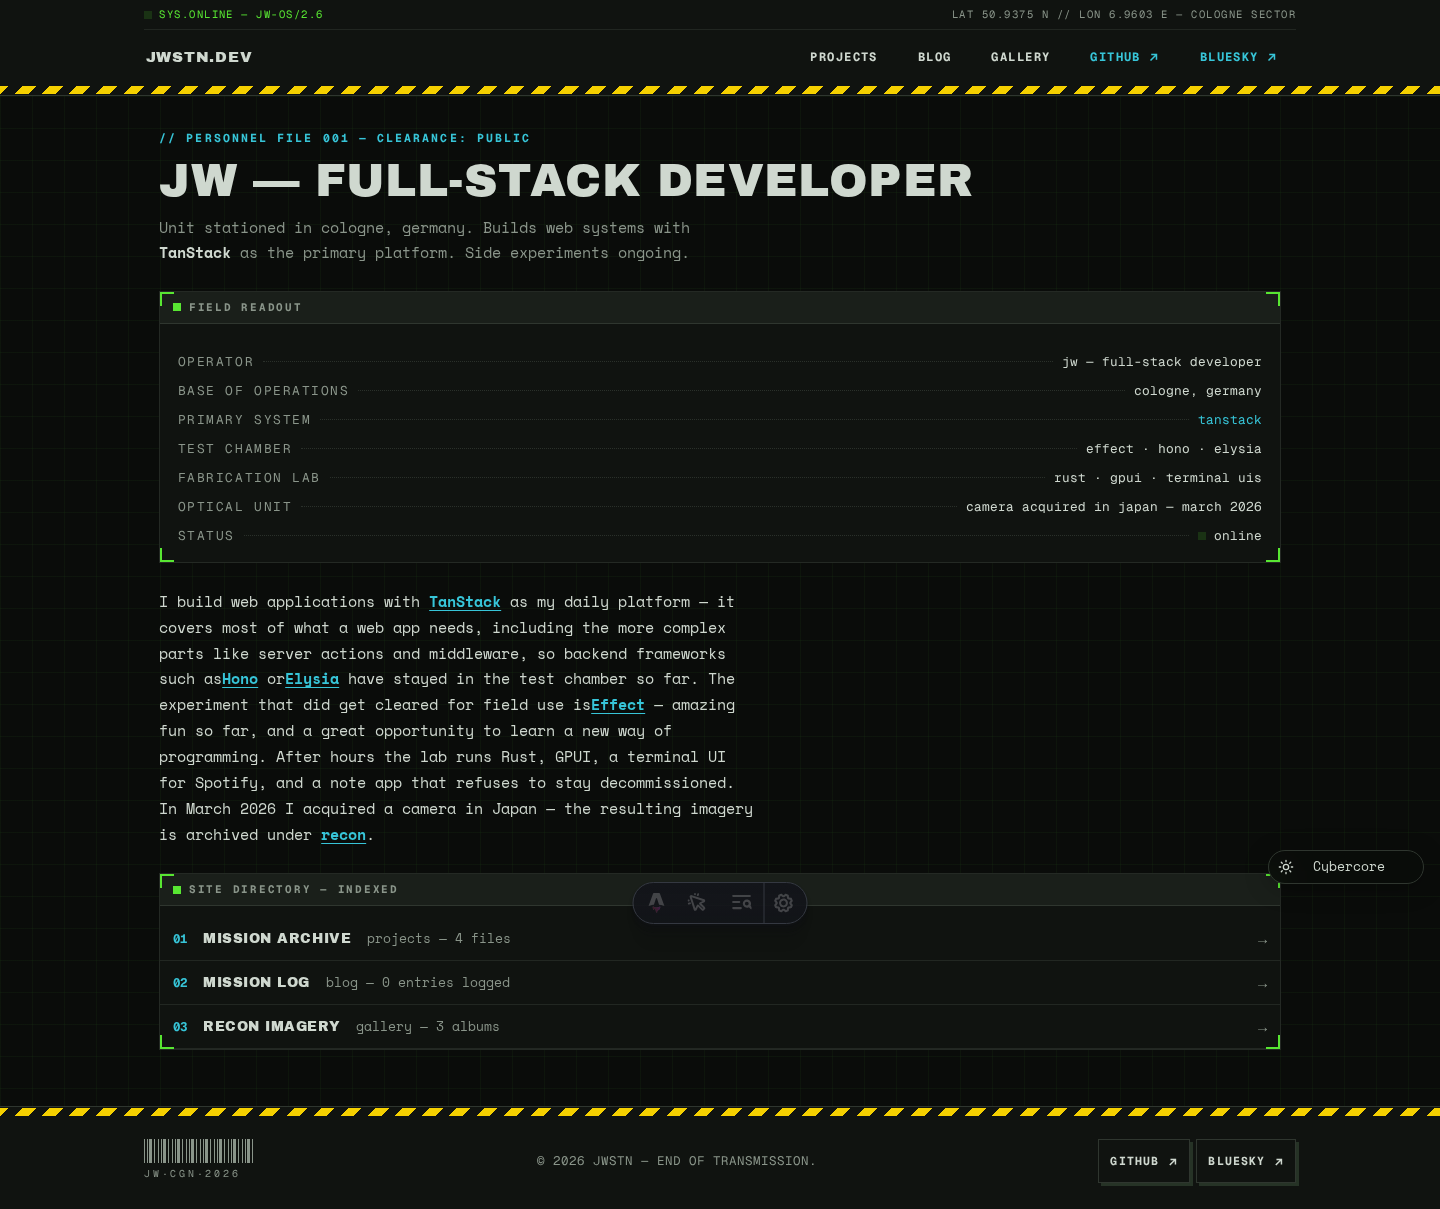 SYS.ONLINE — JW-OS/2.6
LAT 50.9375 N // LON 6.9603 E — COLOGNE SECTOR
JWSTN.DEV
PROJECTS
BLOG
GALLERY
GITHUB ↗
BLUESKY ↗
// PERSONNEL FILE 001 — CLEARANCE: PUBLIC
JW — FULL-STACK DEVELOPER
Unit stationed in cologne, germany. Builds web systems with
TanStack as the primary platform. Side experiments ongoing.
FIELD READOUT
OPERATOR jw — full-stack developer
BASE OF OPERATIONS cologne, germany
PRIMARY SYSTEM tanstack
TEST CHAMBER effect · hono · elysia
FABRICATION LAB rust · gpui · terminal uis
OPTICAL UNIT camera acquired in japan — march 2026
STATUS online
I build web applications with TanStack as my daily platform — it
covers most of what a web app needs, including the more complex
parts like server actions and middleware, so backend frameworks
such asHono orElysia have stayed in the test chamber so far. The
experiment that did get cleared for field use isEffect — amazing
fun so far, and a great opportunity to learn a new way of
programming. After hours the lab runs Rust, GPUI, a terminal UI
for Spotify, and a note app that refuses to stay decommissioned.
In March 2026 I acquired a camera in Japan — the resulting imagery
is archived under recon.
Cybercore
SITE DIRECTORY — INDEXED
01 MISSION ARCHIVE projects — 4 files →
02 MISSION LOG blog — 0 entries logged →
03 RECON IMAGERY gallery — 3 albums →
JW·CGN·2026
© 2026 JWSTN — END OF TRANSMISSION.
GITHUB ↗
BLUESKY ↗